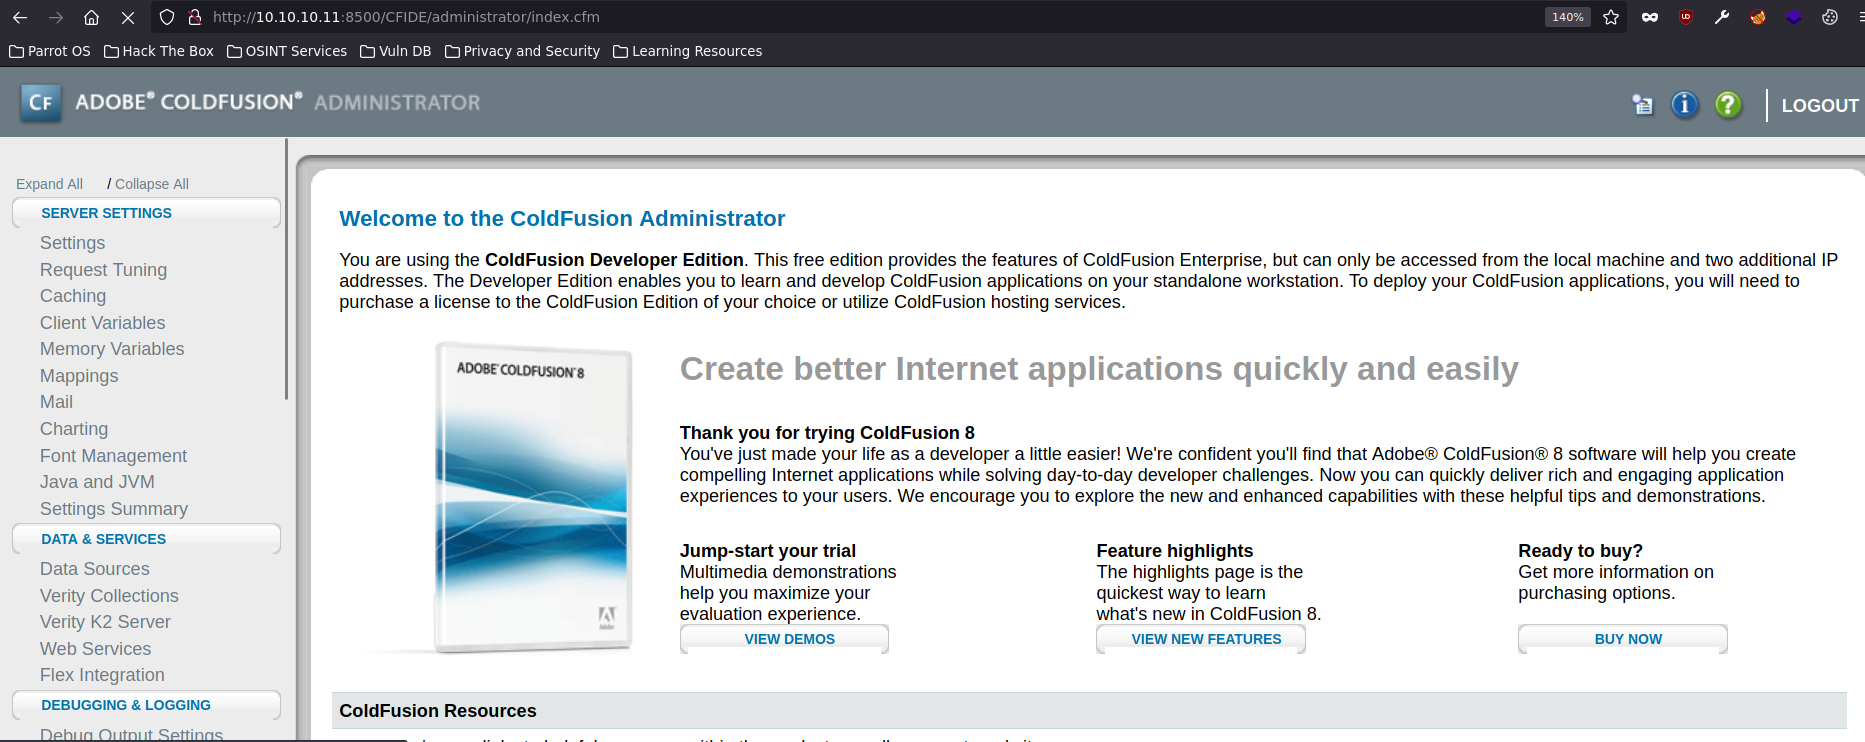 http://10.10.10.11:8500/CFIDE/administrator/index.cfm
140%
Parrot OS Hack The Box OSINT Services Vuln DB Privacy and Security Learning Resources
CF ADOBE® COLDFUSION® ADMINISTRATOR
LOGOUT
Expand All / Collapse All
SERVER SETTINGS
Settings
Request Tuning
Caching
Client Variables
Memory Variables
Mappings
Mail
Charting
Font Management
Java and JVM
Settings Summary
DATA & SERVICES
Data Sources
Verity Collections
Verity K2 Server
Web Services
Flex Integration
DEBUGGING & LOGGING
Debug Output Settings
Welcome to the ColdFusion Administrator
You are using the ColdFusion Developer Edition. This free edition provides the features of ColdFusion Enterprise, but can only be accessed from the local machine and two additional IP
addresses. The Developer Edition enables you to learn and develop ColdFusion applications on your standalone workstation. To deploy your ColdFusion applications, you will need to
purchase a license to the ColdFusion Edition of your choice or utilize ColdFusion hosting services.
ADOBE® COLDFUSION® 8
Adobe
Create better Internet applications quickly and easily
Thank you for trying ColdFusion 8
You've just made your life as a developer a little easier! We're confident you'll find that Adobe® ColdFusion® 8 software will help you create
compelling Internet applications while solving day-to-day developer challenges. Now you can quickly deliver rich and engaging application
experiences to your users. We encourage you to explore the new and enhanced capabilities with these helpful tips and demonstrations.
Jump-start your trial
Multimedia demonstrations
help you maximize your
evaluation experience.
VIEW DEMOS
Feature highlights
The highlights page is the
quickest way to learn
what's new in ColdFusion 8.
VIEW NEW FEATURES
Ready to buy?
Get more information on
purchasing options.
BUY NOW
ColdFusion Resources